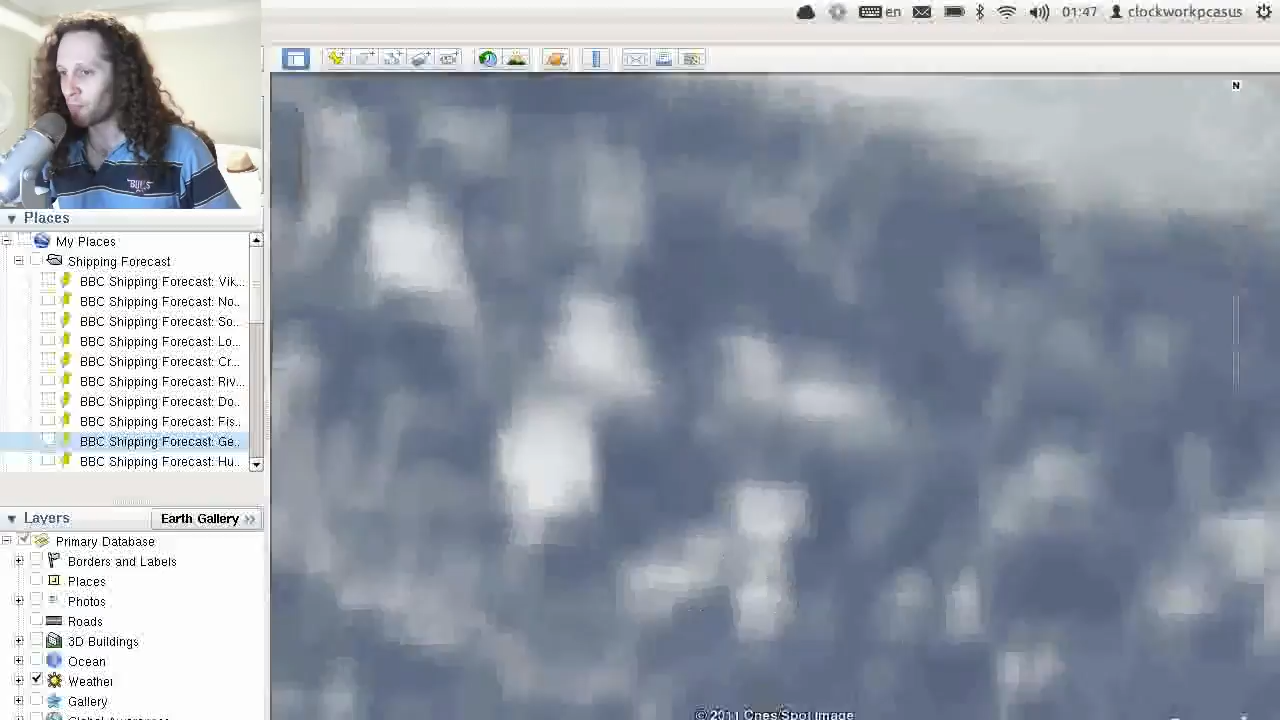 en 01:47 clockworkpcasus
N
BULLS
Places
My Places
Shipping Forecast
BBC Shipping Forecast: Vik...
BBC Shipping Forecast: No...
BBC Shipping Forecast: So...
BBC Shipping Forecast: Lo...
BBC Shipping Forecast: Cr...
BBC Shipping Forecast: Riv...
BBC Shipping Forecast: Do...
BBC Shipping Forecast: Fis...
BBC Shipping Forecast: Ge...
BBC Shipping Forecast: Hu...
Layers Earth Gallery »
Primary Database
Borders and Labels
Places
Photos
Roads
3D Buildings
Ocean
Weather
Gallery
Global Awareness
© 2011 Cnes/Spot Image